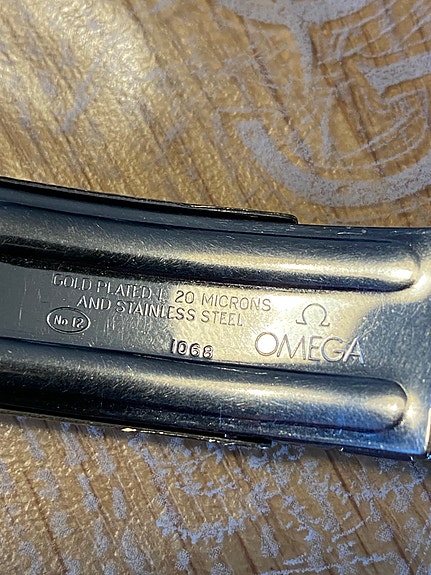 GOLD PLATED L 20 MICRONS
AND STAINLESS STEEL
No 12
1068
Ω
OMEGA